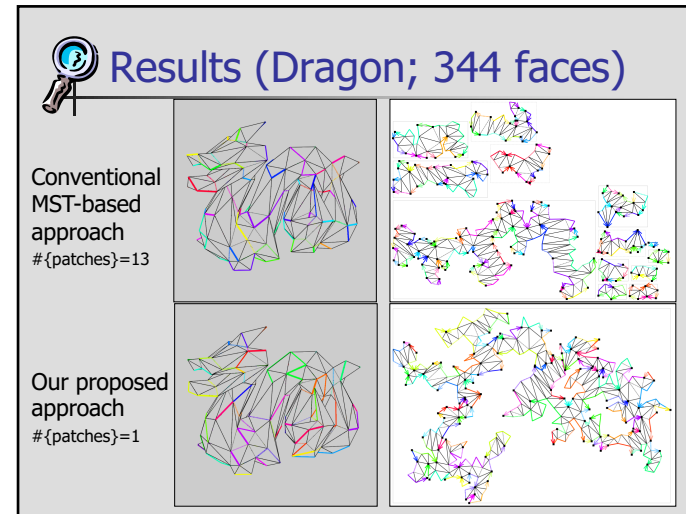 Results (Dragon; 344 faces)
Conventional
MST-based
approach
#{patches}=13
Our proposed
approach
#{patches}=1